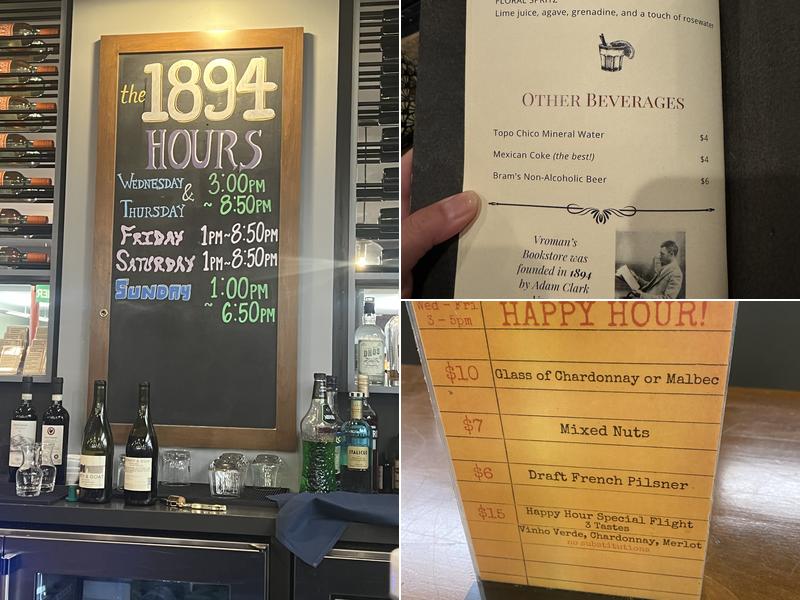 the 1894
HOURS
WEDNESDAY & THURSDAY
3:00PM ~ 8:50PM
FRIDAY 1PM~8:50PM
SATURDAY 1PM~8:50PM
SUNDAY 1:00PM
~ 6:50PM
FLORAL SPRITZ
Lime juice, agave, grenadine, and a touch of rosewater
OTHER BEVERAGES
Topo Chico Mineral Water $4
Mexican Coke (the best!) $4
Bram's Non-Alcoholic Beer $6
Vroman's
Bookstore was
founded in 1894
by Adam Clark
Wed - Fri
3 - 5pm
HAPPY HOUR!
$10 Glass of Chardonnay or Malbec
$7 Mixed Nuts
$6 Draft French Pilsner
$15 Happy Hour Special Flight
3 Tastes
Vinho Verde, Chardonnay, Merlot
no substitutions